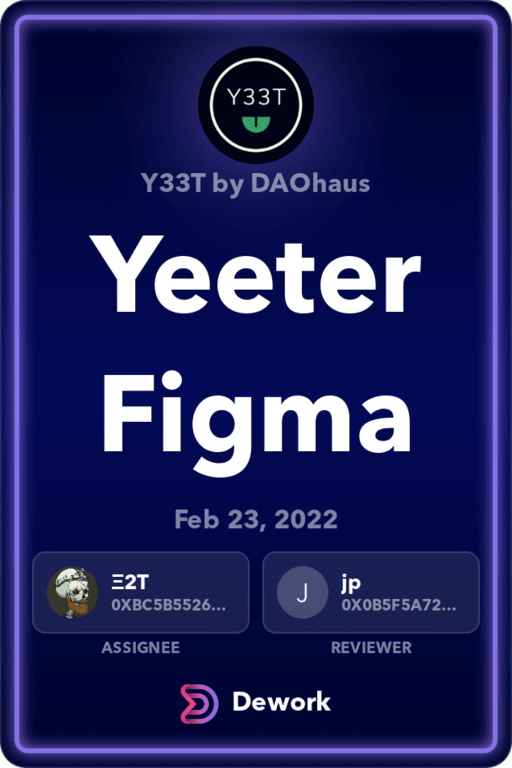 Y33T
Y33T by DAOhaus
Yeeter
Figma
Feb 23, 2022
Ξ2T
0XBC5B5526...
ASSIGNEE
J
jp
0X0B5F5A72...
REVIEWER
Dework